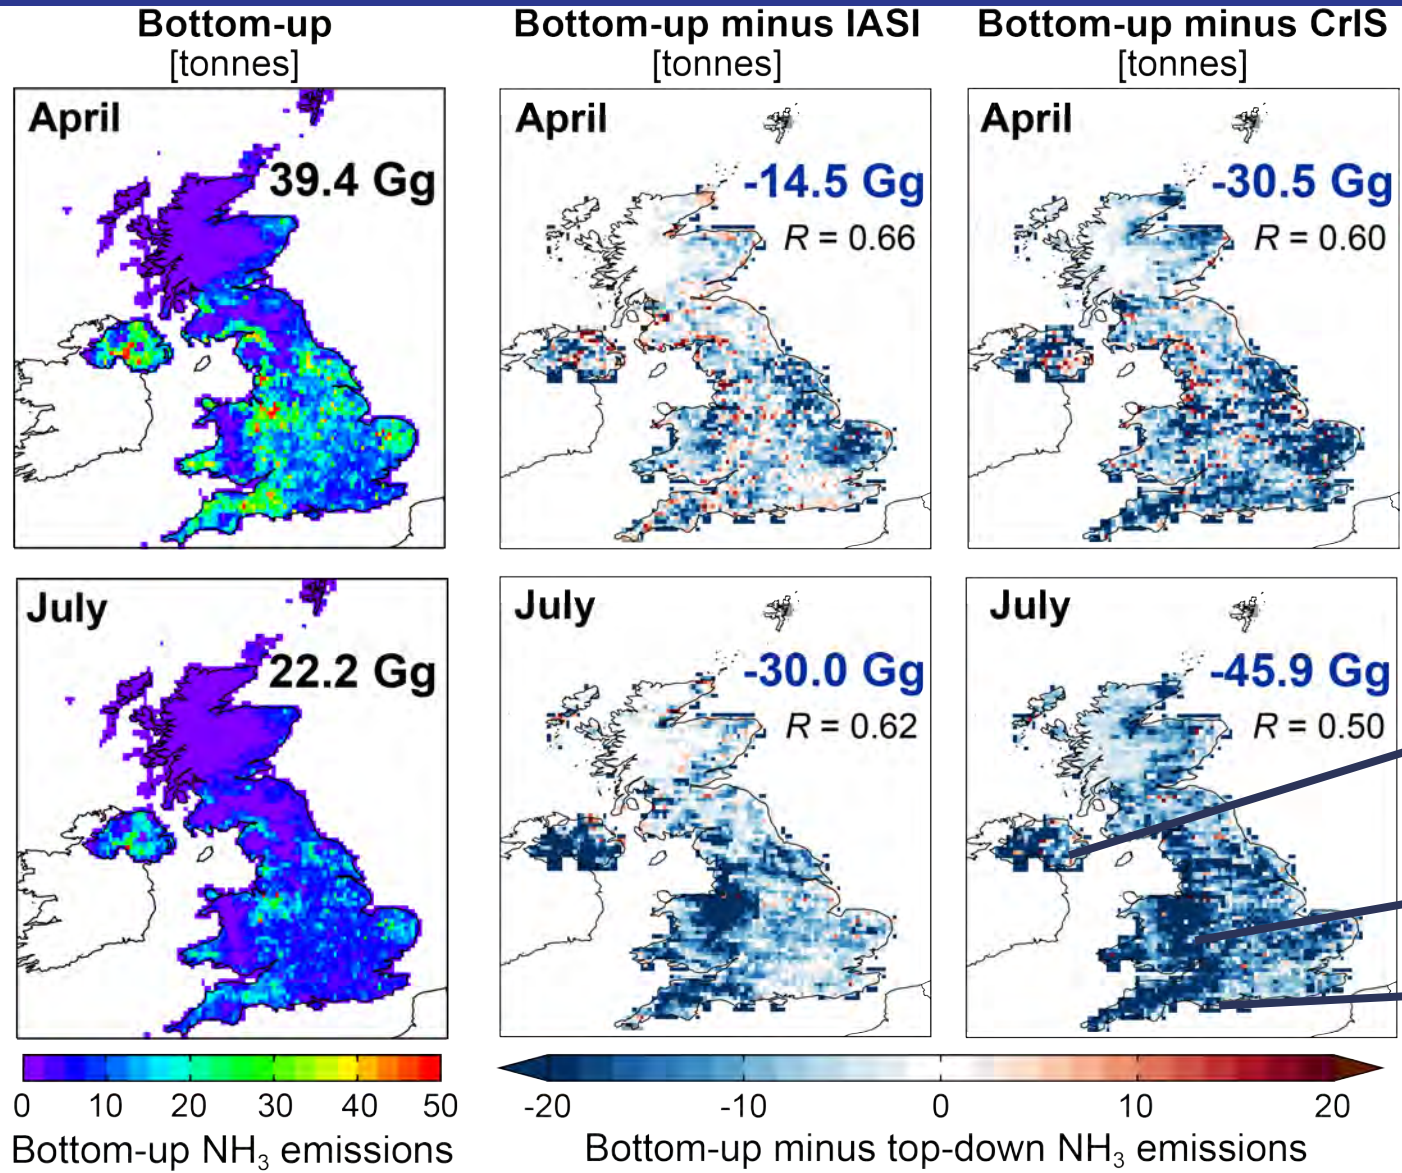 Bottom-up
[tonnes]
Bottom-up minus IASI
[tonnes]
Bottom-up minus CrIS
[tonnes]
April
39.4 Gg
April
-14.5 Gg
R = 0.66
April
-30.5 Gg
R = 0.60
July
22.2 Gg
July
-30.0 Gg
R = 0.62
July
-45.9 Gg
R = 0.50
0 10 20 30 40 50
Bottom-up NH₃ emissions
-20 -10 0 10 20
Bottom-up minus top-down NH₃ emissions